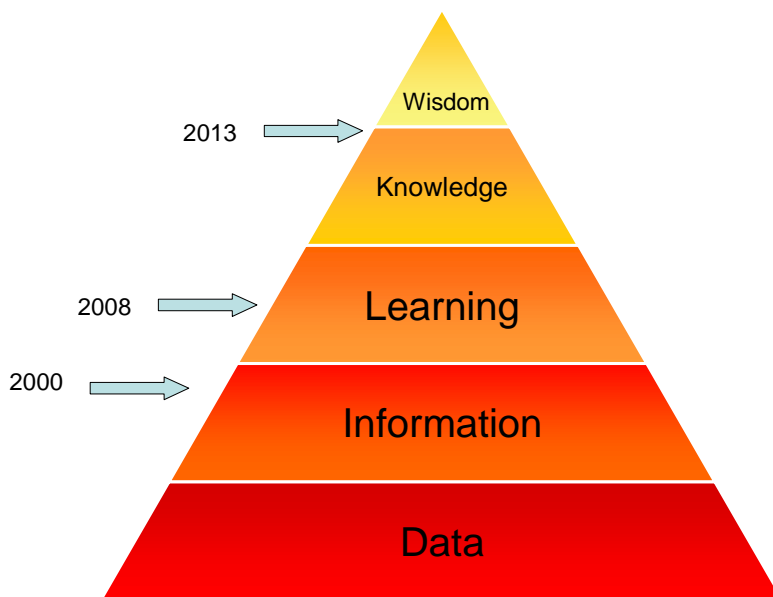 Wisdom
2013
Knowledge
Learning
2008
2000
Information
Data